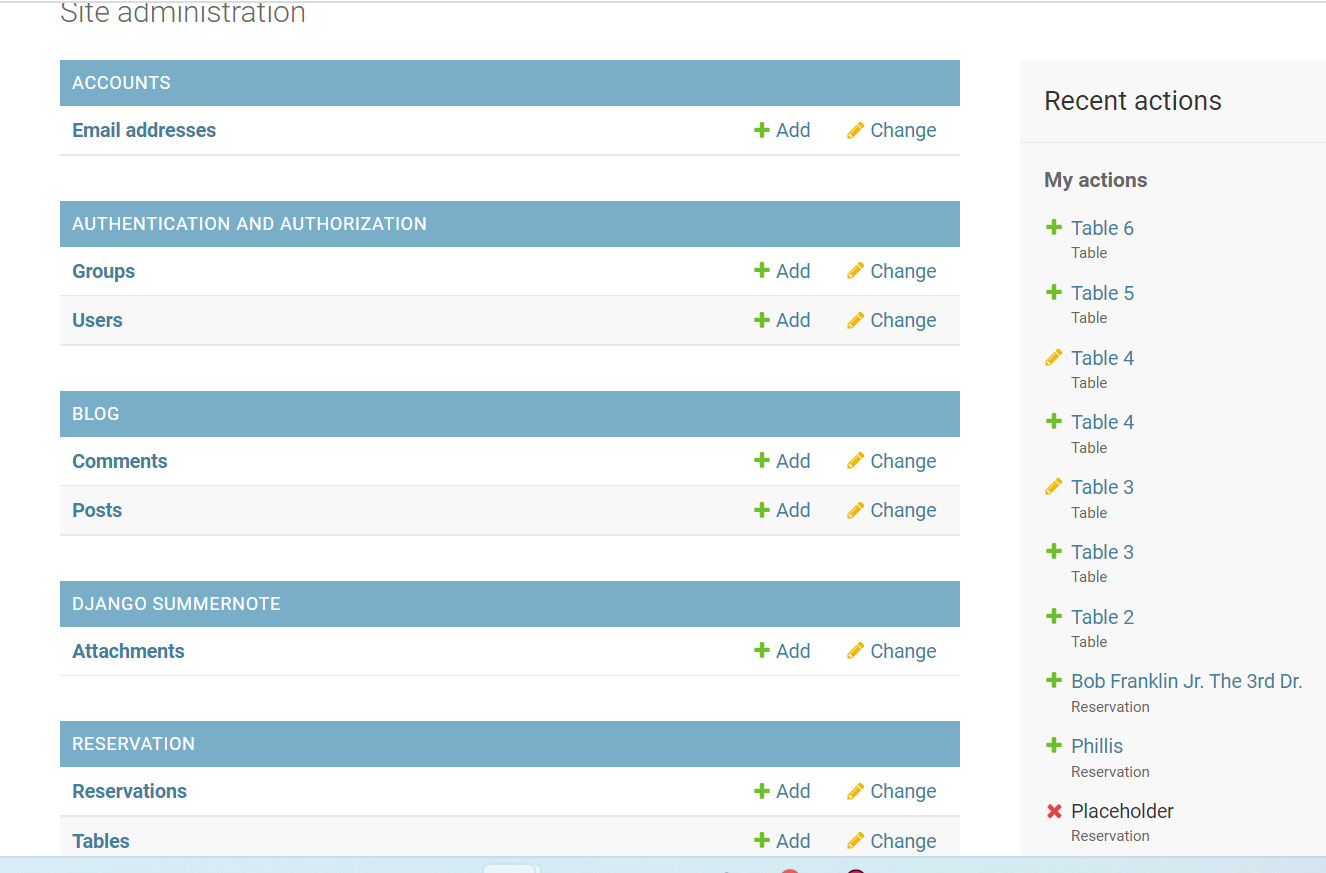 Site administration
ACCOUNTS
Email addresses Add Change
AUTHENTICATION AND AUTHORIZATION
Groups Add Change
Users Add Change
BLOG
Comments Add Change
Posts Add Change
DJANGO SUMMERNOTE
Attachments Add Change
RESERVATION
Reservations Add Change
Tables Add Change
Recent actions
My actions
Table 6
Table
Table 5
Table
Table 4
Table
Table 4
Table
Table 3
Table
Table 3
Table
Table 2
Table
Bob Franklin Jr. The 3rd Dr.
Reservation
Phillis
Reservation
Placeholder
Reservation